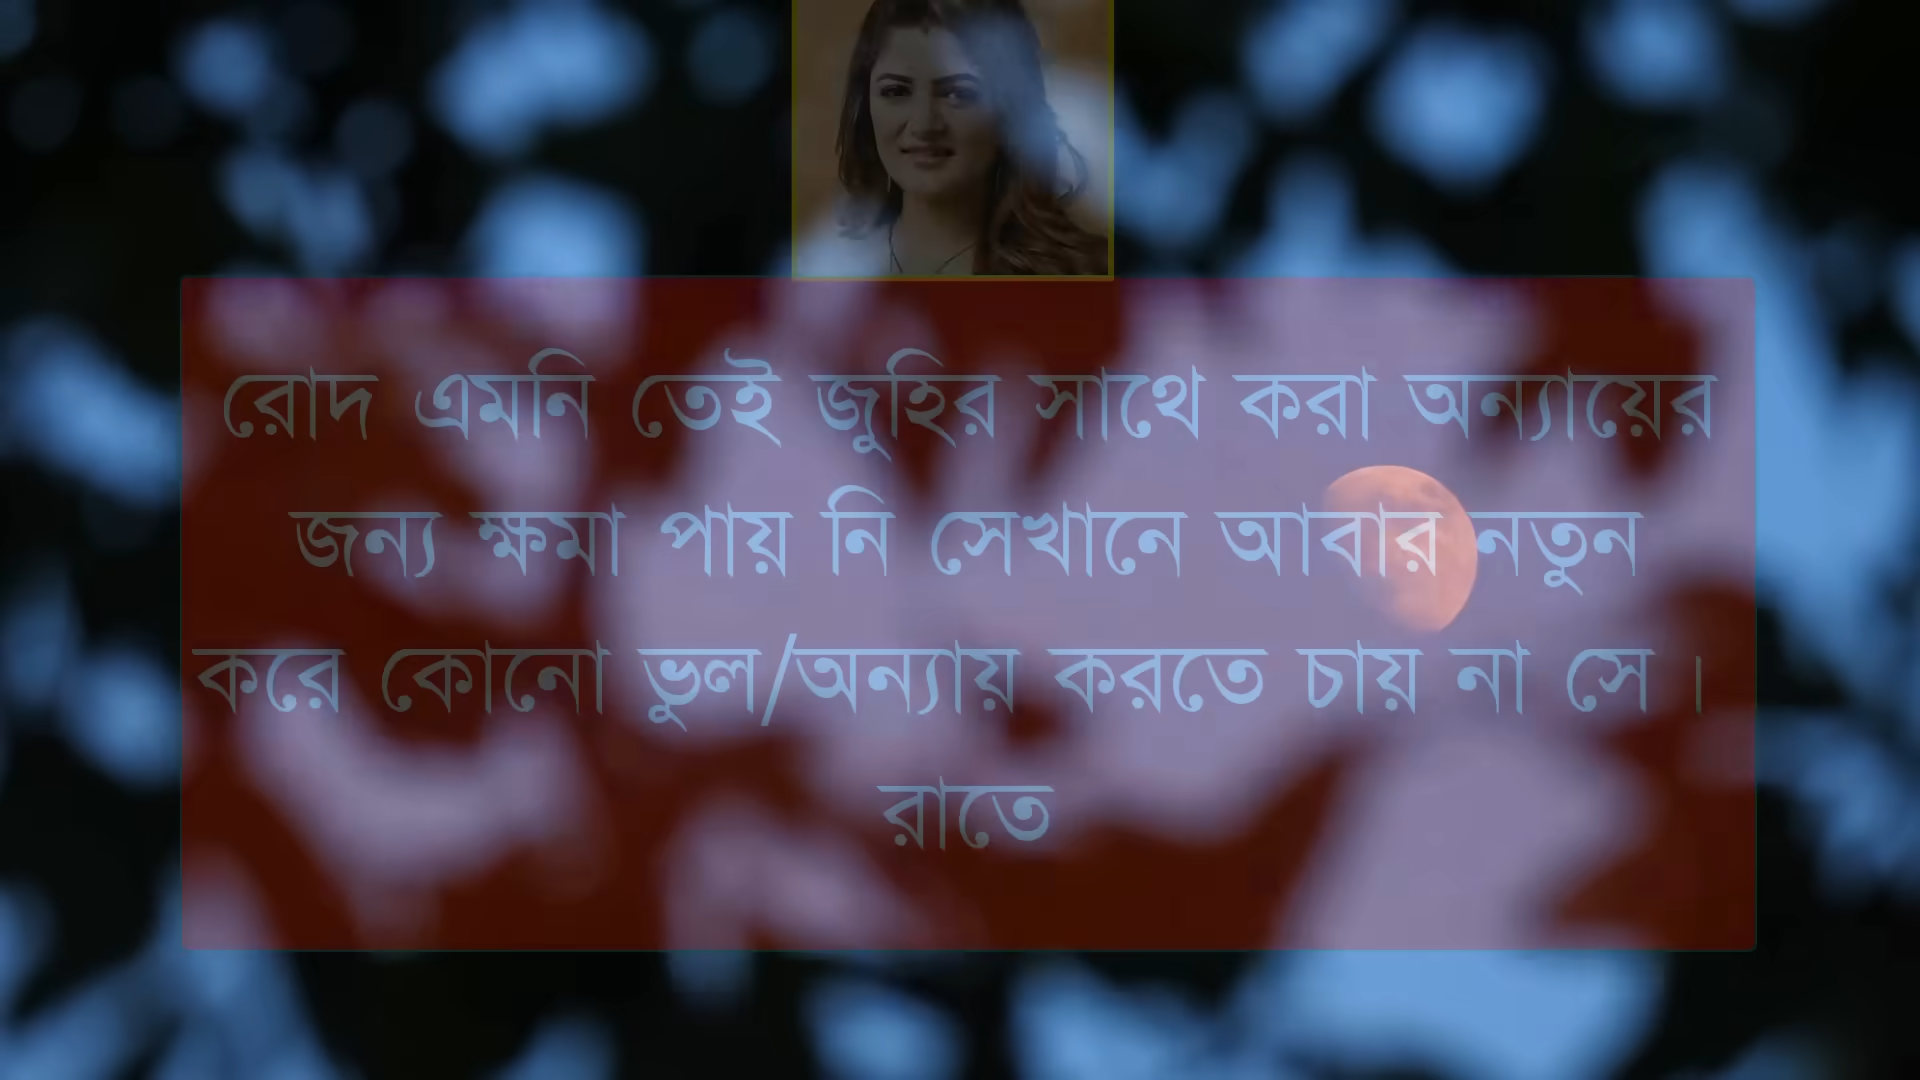 রোদ এমনি তেই জুহির সাথে করা অন্যায়ের
জন্য ক্ষমা পায় নি সেখানে আবার নতুন
করে কোনো ভুল/অন্যায় করতে চায় না সে।
রাতে